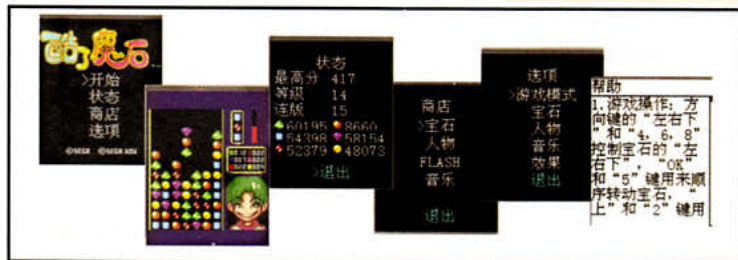 酷了魔石
>开始
状态
商店
选项
©SEGA ©SEGA
状态
最高分 417
等级 14
连版 15
60195 8660
54398 58154
52379 48073
>退出
商店
>宝石
人物
FLASH
音乐
退出
选项
>游戏模式
宝石
人物
音乐
效果
退出
帮助
1.游戏操作：方
向键的“左右下
”和“4，6，8”
控制宝石的“左
右下”，“OK”
和“5”键用来顺
序转动宝石，“
上”和“2”键用